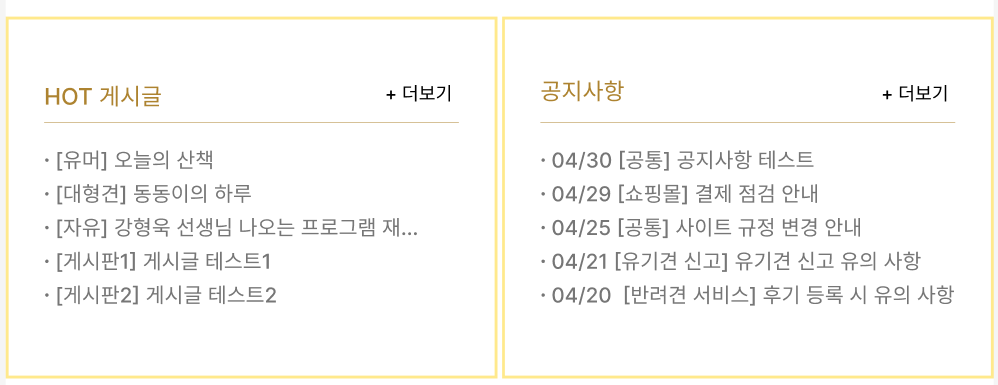 HOT 게시글
+ 더보기
· [유머] 오늘의 산책
· [대형견] 동동이의 하루
· [자유] 강형욱 선생님 나오는 프로그램 재...
· [게시판1] 게시글 테스트1
· [게시판2] 게시글 테스트2
공지사항
+ 더보기
· 04/30 [공통] 공지사항 테스트
· 04/29 [쇼핑몰] 결제 점검 안내
· 04/25 [공통] 사이트 규정 변경 안내
· 04/21 [유기견 신고] 유기견 신고 유의 사항
· 04/20 [반려견 서비스] 후기 등록 시 유의 사항